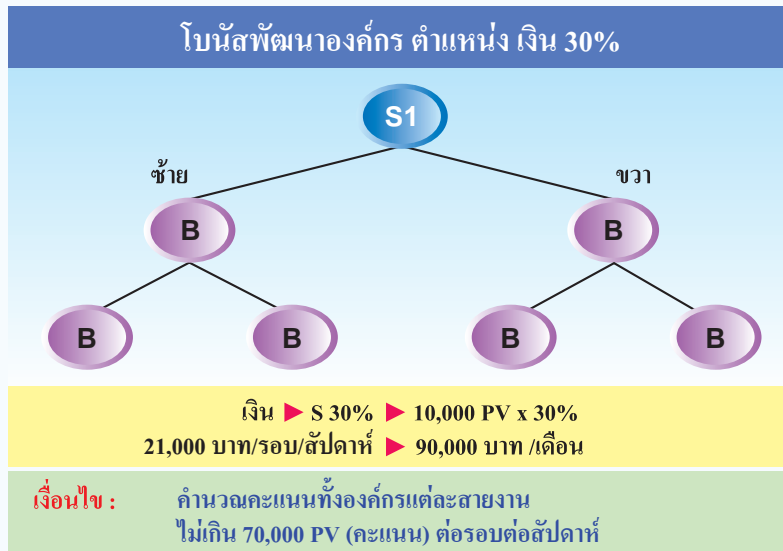 โบนัสพัฒนาองค์กร ตำแหน่ง เงิน 30%
S1
ซ้าย ขวา
B B
B B B B
เงิน ▶ S 30% ▶ 10,000 PV x 30%
21,000 บาท/รอบ/สัปดาห์ ▶ 90,000 บาท /เดือน
เงื่อนไข : คำนวณคะแนนทั้งองค์กรแต่ละสายงาน
ไม่เกิน 70,000 PV (คะแนน) ต่อรอบต่อสัปดาห์